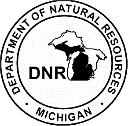 DEPARTMENT OF NATURAL RESOURCES
DNR
MICHIGAN